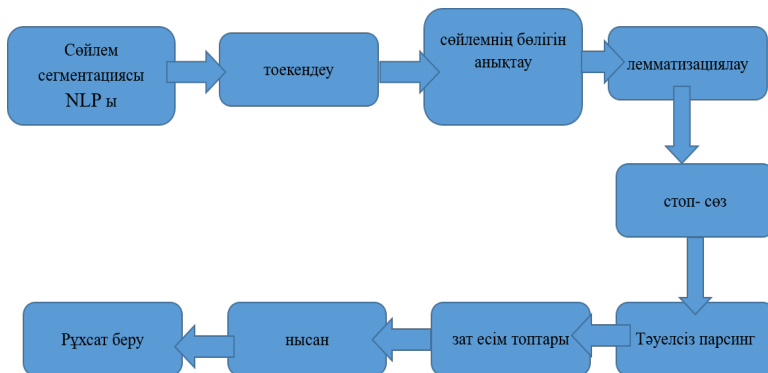 Сөйлем
сегментациясы
NLP ы
тоекендеу
сөйлемнің бөлігін
анықтау
лемматизациялау
стоп- сөз
Тәуелсіз парсинг
зат есім топтары
нысан
Рұхсат беру